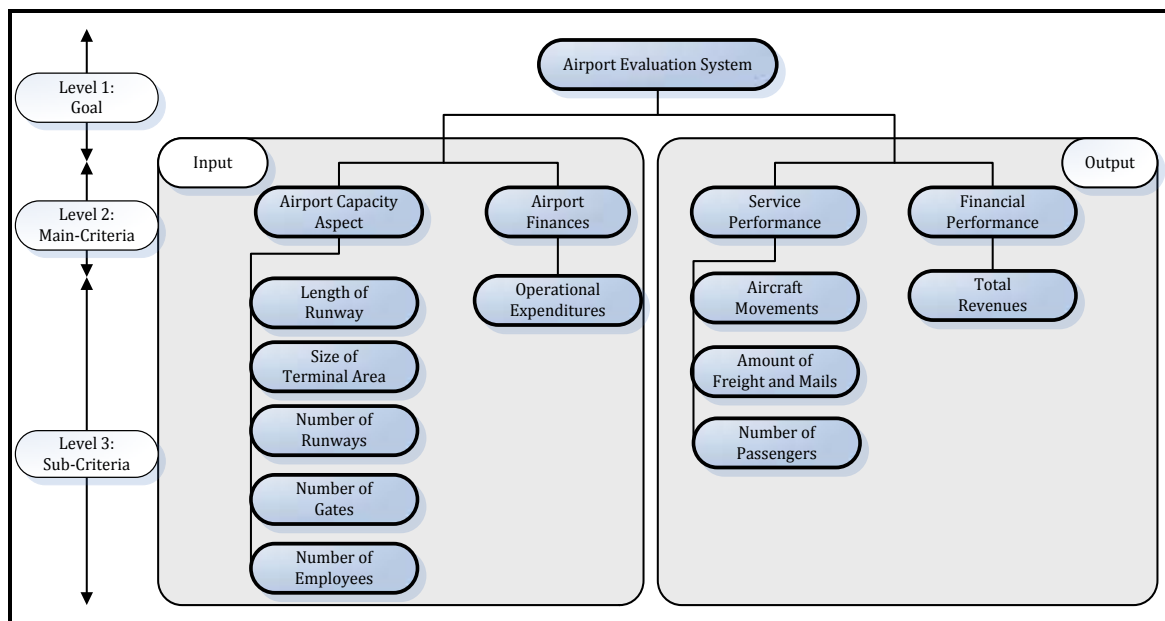 Airport Evaluation System
Level 1:
Goal
Input
Output
Level 2:
Main-Criteria
Airport Capacity
Aspect
Airport
Finances
Service
Performance
Financial
Performance
Level 3:
Sub-Criteria
Length of
Runway
Size of
Terminal Area
Number of
Runways
Number of
Gates
Number of
Employees
Operational
Expenditures
Aircraft
Movements
Amount of
Freight and Mails
Number of
Passengers
Total
Revenues